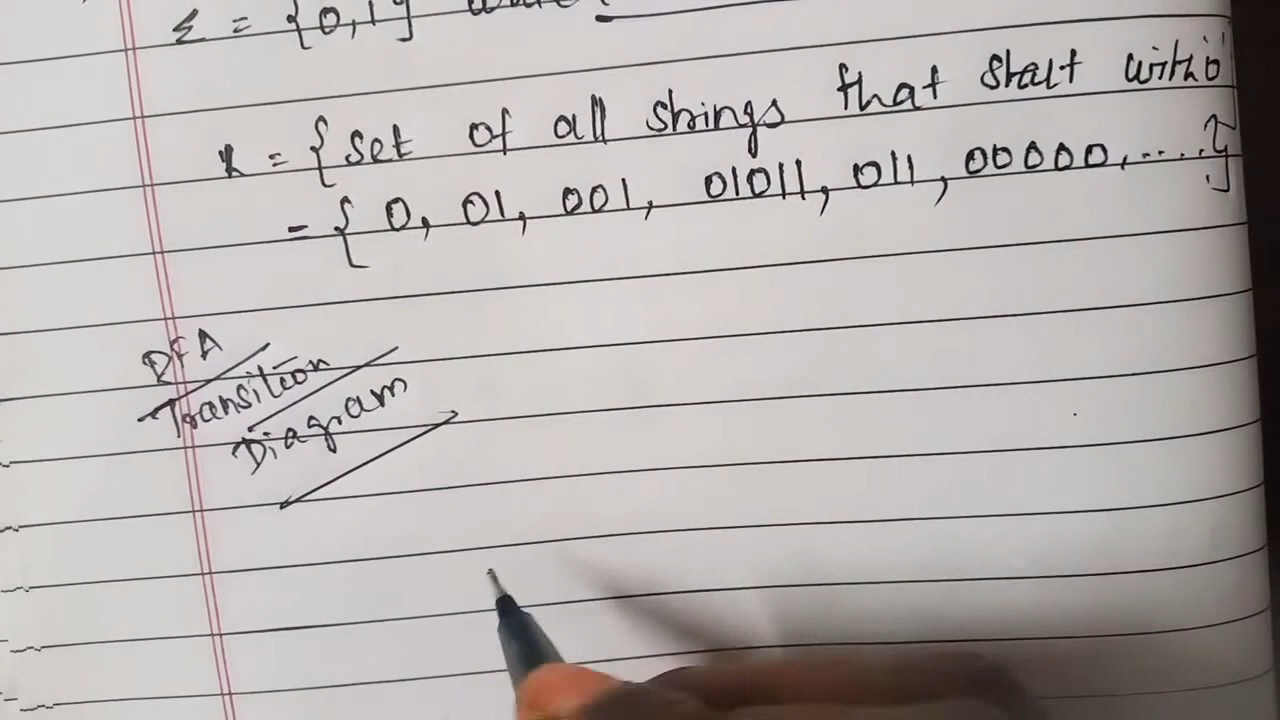 Σ = {0,1}
L = {set of all strings that start with 0
= { 0, 01, 001, 01011, 011, 00000, .....}
DFA
Transition
Diagram